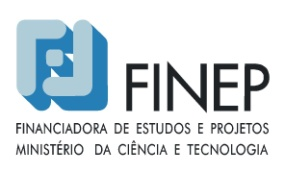 FINEP
FINANCIADORA DE ESTUDOS E PROJETOS
MINISTÉRIO DA CIÊNCIA E TECNOLOGIA